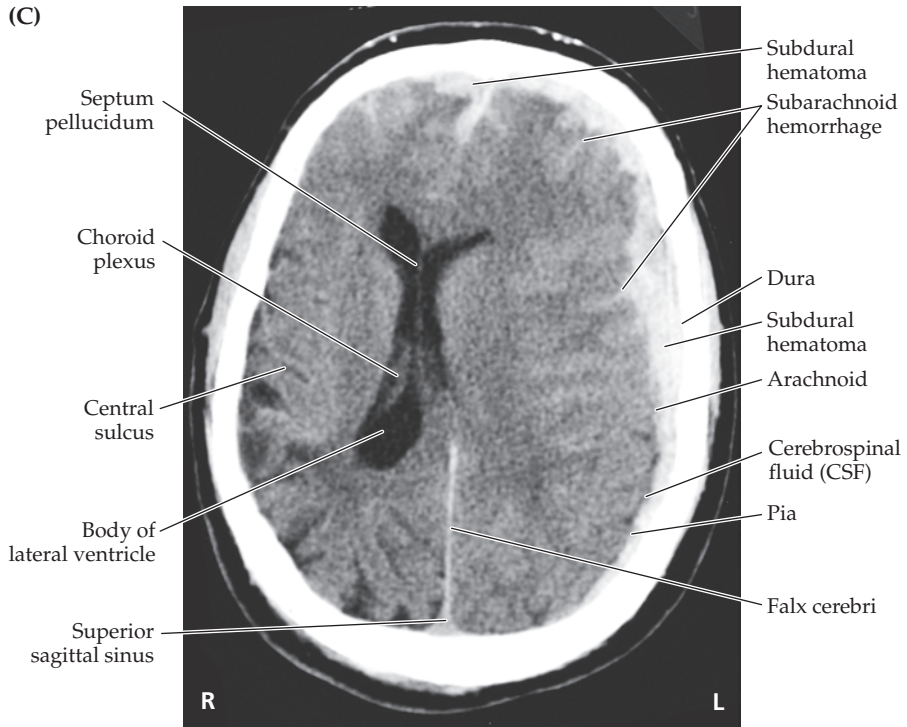 (C)
Septum
pellucidum
Choroid
plexus
Central
sulcus
Body of
lateral ventricle
Superior
sagittal sinus
Subdural
hematoma
Subarachnoid
hemorrhage
Dura
Subdural
hematoma
Arachnoid
Cerebrospinal
fluid (CSF)
Pia
Falx cerebri
R
L